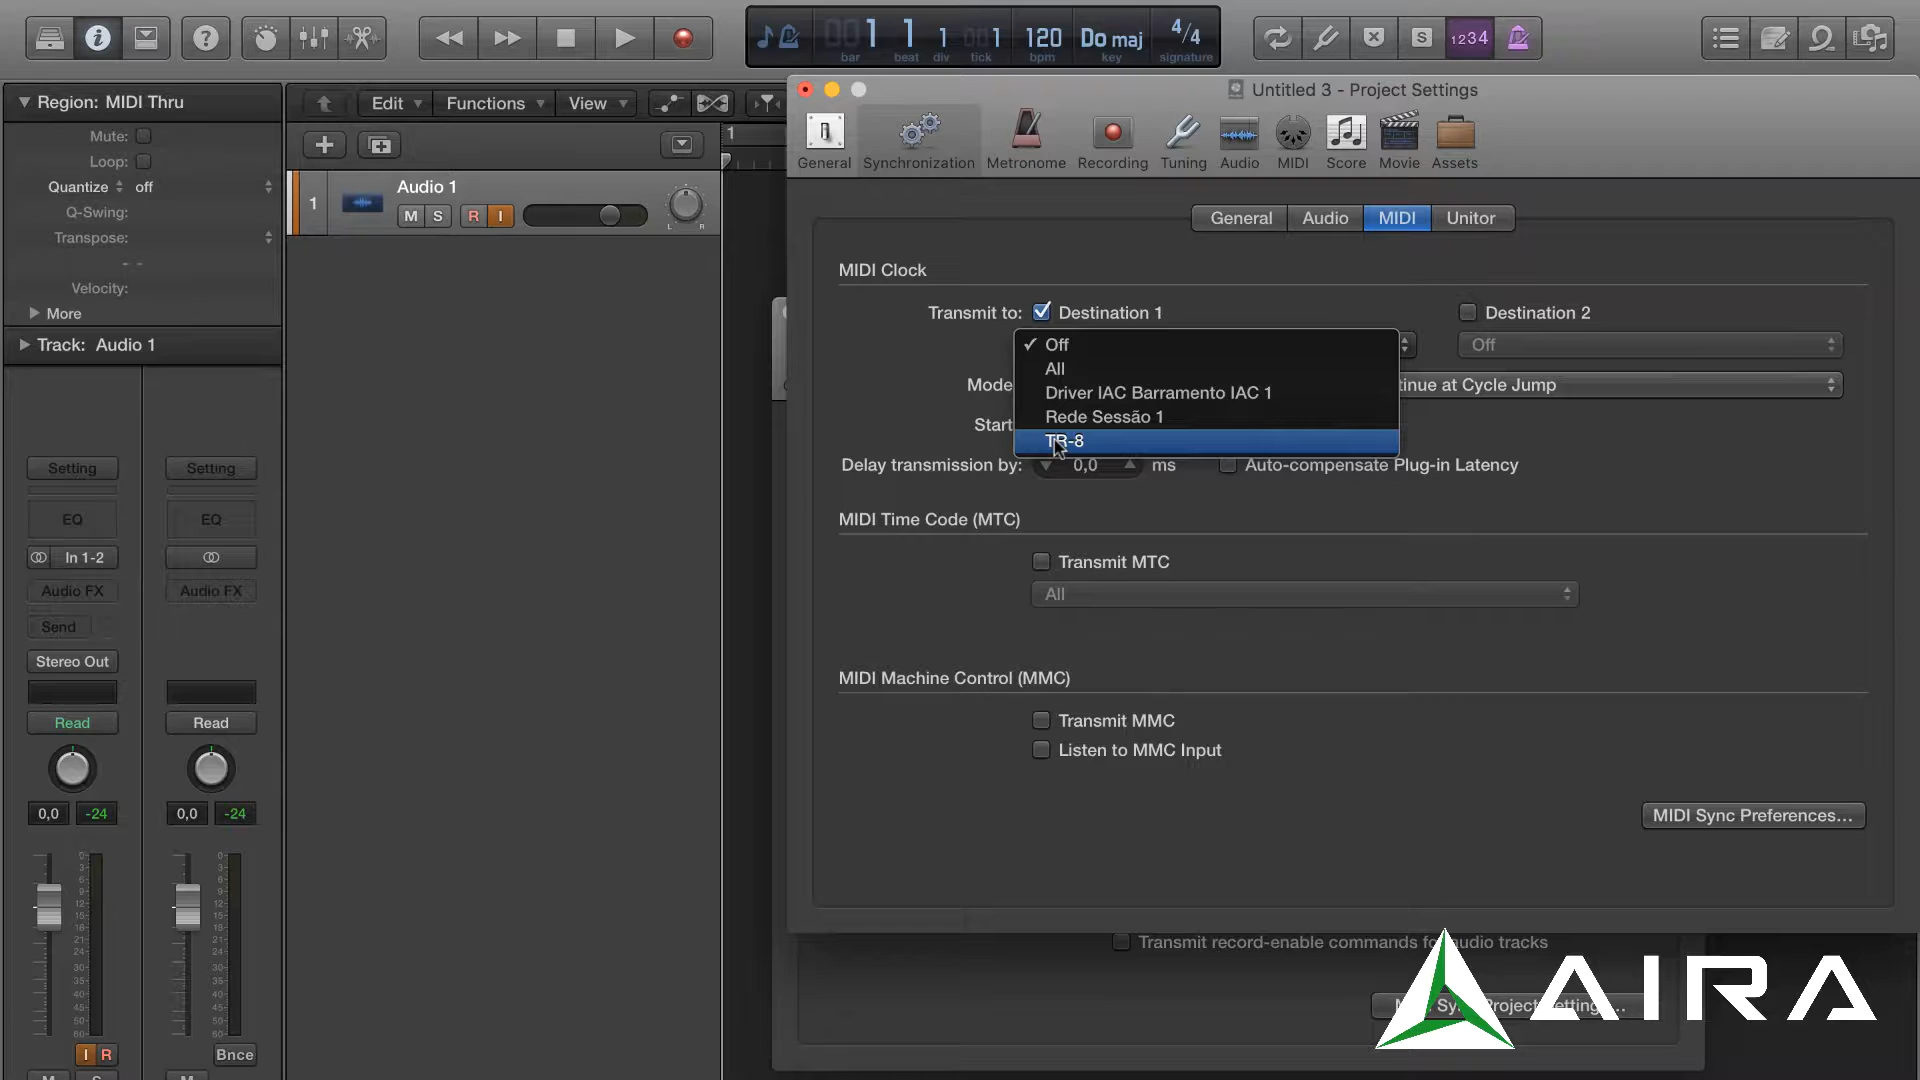 1 1 1 1 120 Do maj 4/4
bar beat div tick bpm key signature
S 1234
Region: MIDI Thru
Mute:
Loop:
Quantize off
Q-Swing:
Transpose:
Velocity:
More
Track: Audio 1
Setting Setting
EQ EQ
In 1-2
Audio FX Audio FX
Send
Stereo Out
Read Read
0,0 -24 0,0 -24
I R Bnce
Edit Functions View
1
1 Audio 1
M S R I
L R
Untitled 3 - Project Settings
General Synchronization Metronome Recording Tuning Audio MIDI Score Movie Assets
General Audio MIDI Unitor
MIDI Clock
Transmit to: Destination 1 Destination 2
✓ Off Off
All
Mode Driver IAC Barramento IAC 1 tinue at Cycle Jump
Rede Sessão 1
Start
TR-8
Delay transmission by: 0,0 ms Auto-compensate Plug-in Latency
MIDI Time Code (MTC)
Transmit MTC
All
MIDI Machine Control (MMC)
Transmit MMC
Listen to MMC Input
MIDI Sync Preferences...
Transmit record-enable commands for audio tracks
AIRA